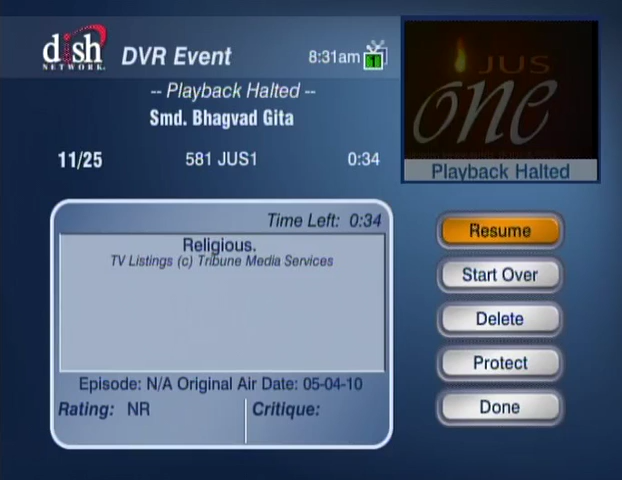 dish
NETWORK
DVR Event
8:31am
1
-- Playback Halted --
Smd. Bhagvad Gita
11/25 581 JUS1 0:34
JUS
one
Playback Halted
Time Left: 0:34
Religious.
TV Listings (c) Tribune Media Services
Episode: N/A Original Air Date: 05-04-10
Rating: NR
Critique:
Resume
Start Over
Delete
Protect
Done